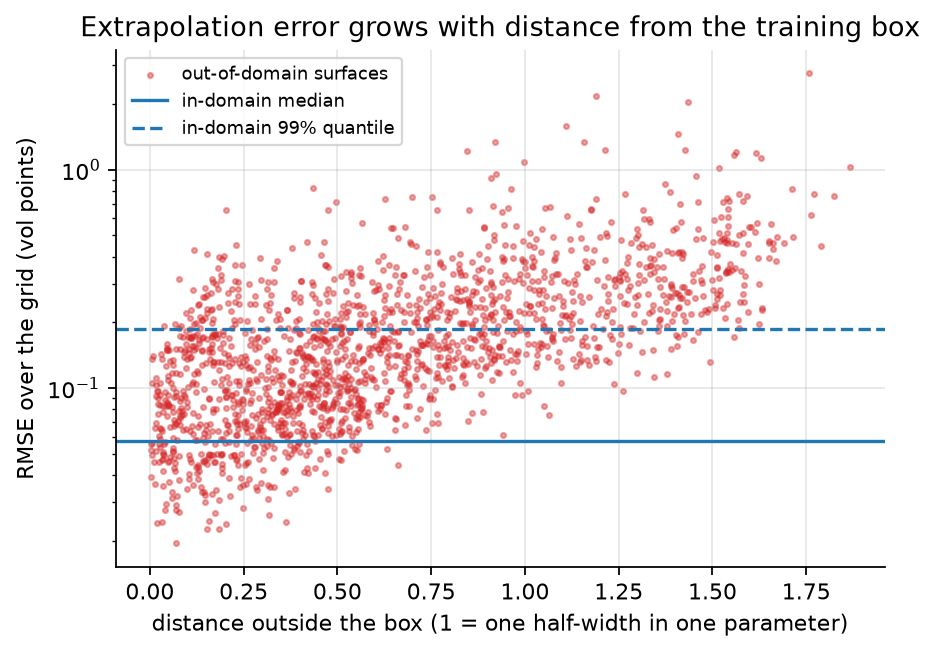 Extrapolation error grows with distance from the training box
out-of-domain surfaces
in-domain median
in-domain 99% quantile
RMSE over the grid (vol points)
10⁰
10⁻¹
0.00 0.25 0.50 0.75 1.00 1.25 1.50 1.75
distance outside the box (1 = one half-width in one parameter)